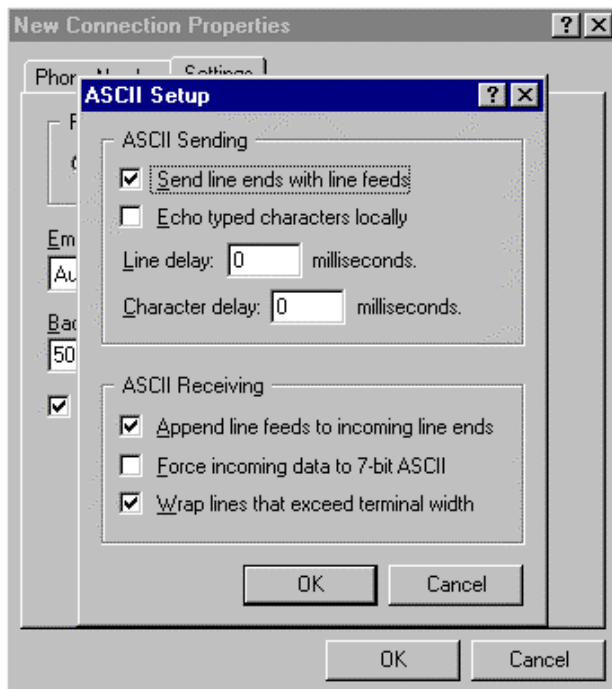 New Connection Properties
ASCII Setup
ASCII Sending
Send line ends with line feeds
Echo typed characters locally
Line delay: 0 milliseconds.
Character delay: 0 milliseconds.
ASCII Receiving
Append line feeds to incoming line ends
Force incoming data to 7-bit ASCII
Wrap lines that exceed terminal width
OK Cancel
OK Cancel